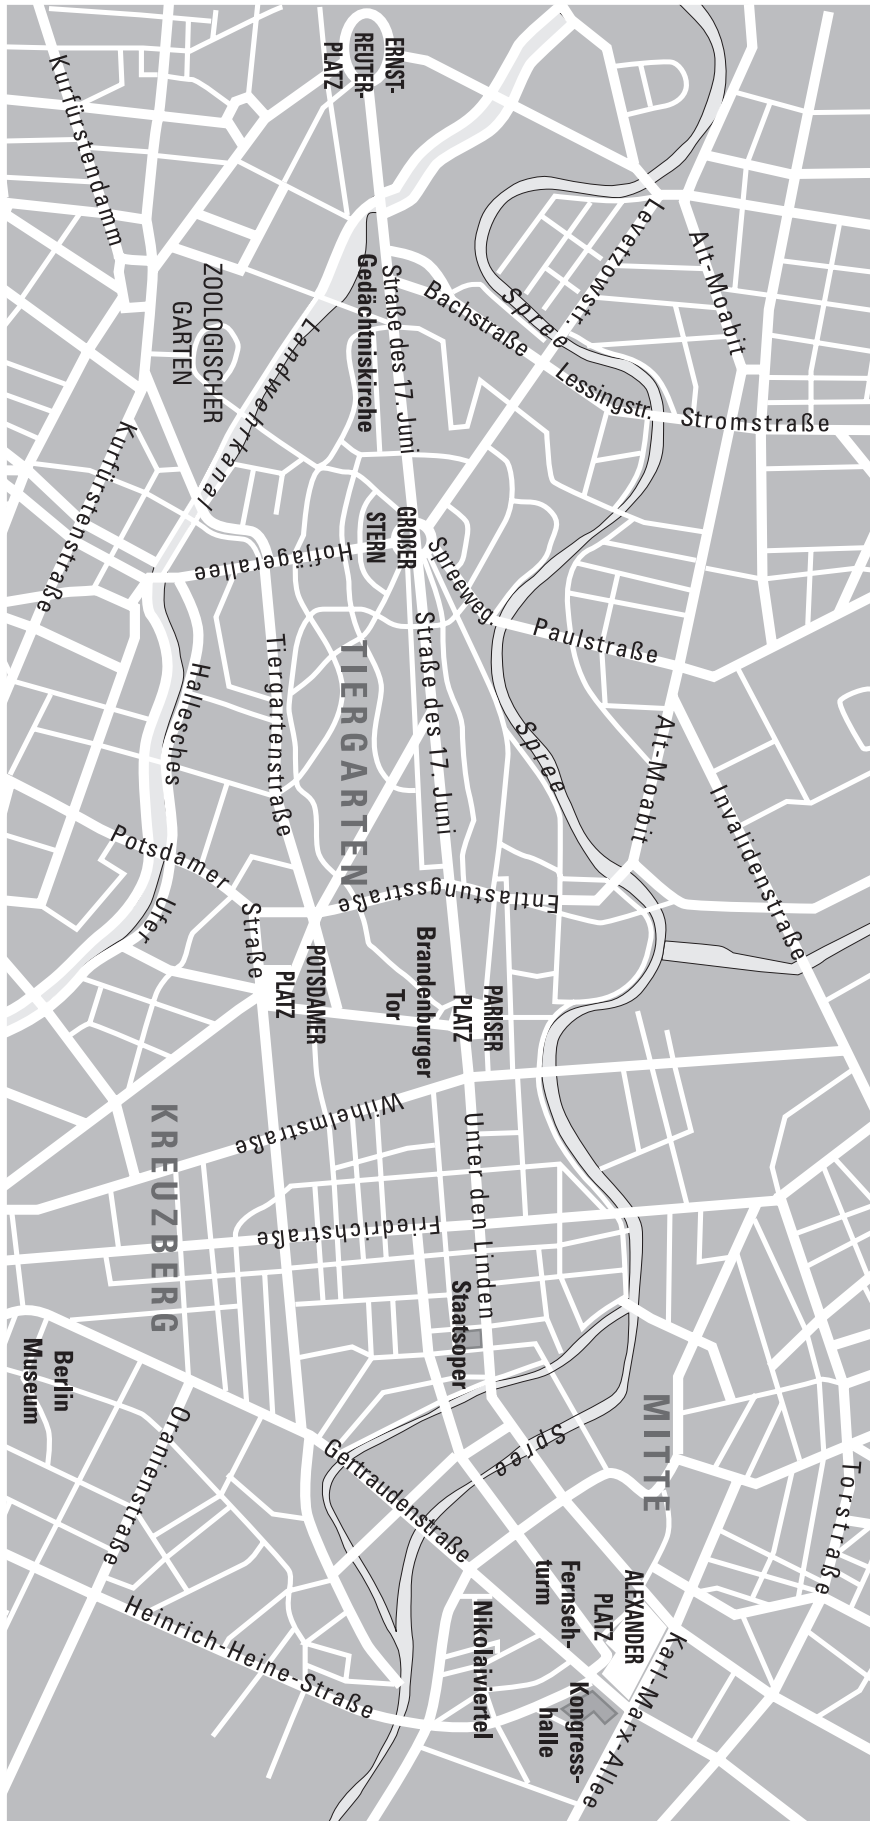 ERNST-
REUTER-
PLATZ
Kurfürstendamm
ZOOLOGISCHER
GARTEN
Landwehrkanal
Gedächtniskirche
Straße des 17. Juni
Bachstraße
Spree
Levetzowstr.
Alt-Moabit
Lessingstr.
Stromstraße
Kurfürstenstraße
Hofjägerallee
GROßER
STERN
Spreeweg.
Paulstraße
Hallesches
Tiergartenstraße
TIERGARTEN
Straße des 17. Juni
Spree
Alt-Moabit
Invalidenstraße
Potsdamer
Ufer
Straße
Entlastungsstraße
POTSDAMER
PLATZ
Brandenburger
Tor
PARISER
PLATZ
KREUZBERG
Wilhelmstraße
Unter den Linden
Friedrichstraße
Staatsoper
Berlin
Museum
Oranienstraße
Gertraudenstraße
Spree
MITTE
Torstraße
Heinrich-Heine-Straße
Nikolaiviertel
Fernseh-
turm
ALEXANDER
PLATZ
Kongress-
halle
Karl-Marx-Allee